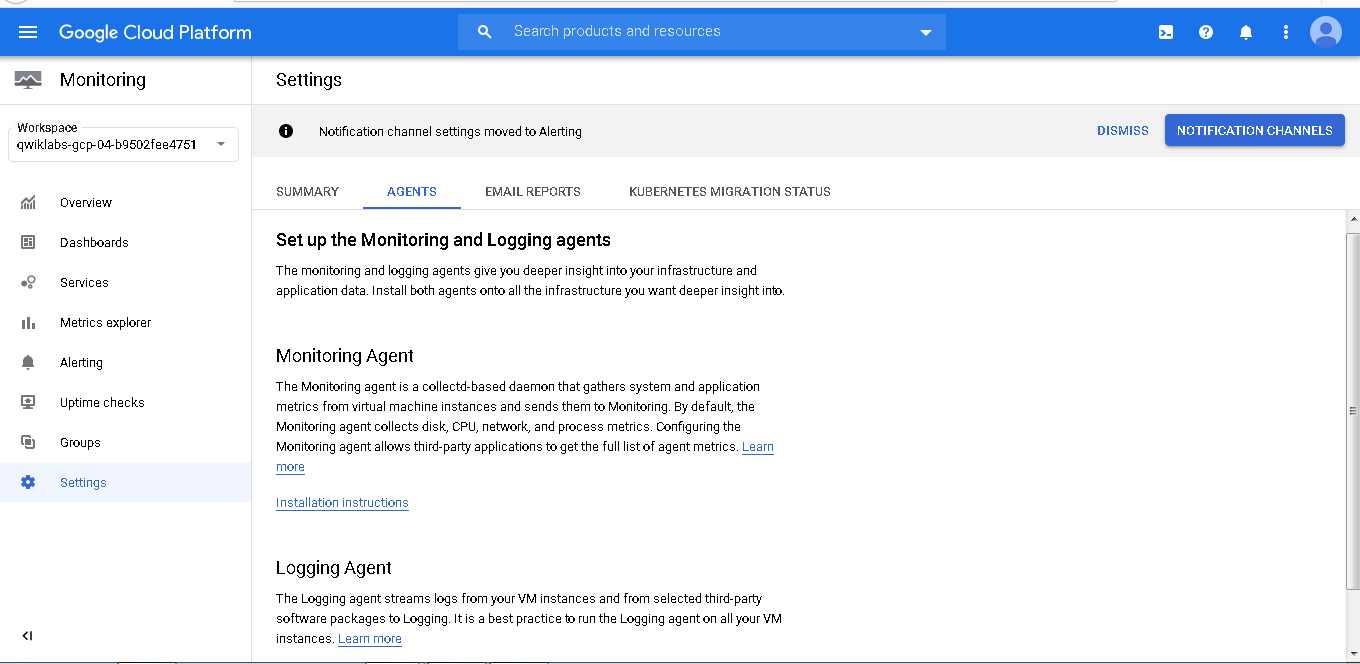 Google Cloud Platform
Search products and resources
Monitoring
Settings
Workspace
qwiklabs-gcp-04-b9502fee4751
Notification channel settings moved to Alerting
DISMISS
NOTIFICATION CHANNELS
Overview
Dashboards
Services
Metrics explorer
Alerting
Uptime checks
Groups
Settings
SUMMARY
AGENTS
EMAIL REPORTS
KUBERNETES MIGRATION STATUS
Set up the Monitoring and Logging agents
The monitoring and logging agents give you deeper insight into your infrastructure and
application data. Install both agents onto all the infrastructure you want deeper insight into.
Monitoring Agent
The Monitoring agent is a collectd-based daemon that gathers system and application
metrics from virtual machine instances and sends them to Monitoring. By default, the
Monitoring agent collects disk, CPU, network, and process metrics. Configuring the
Monitoring agent allows third-party applications to get the full list of agent metrics. Learn
more
Installation instructions
Logging Agent
The Logging agent streams logs from your VM instances and from selected third-party
software packages to Logging. It is a best practice to run the Logging agent on all your VM
instances. Learn more